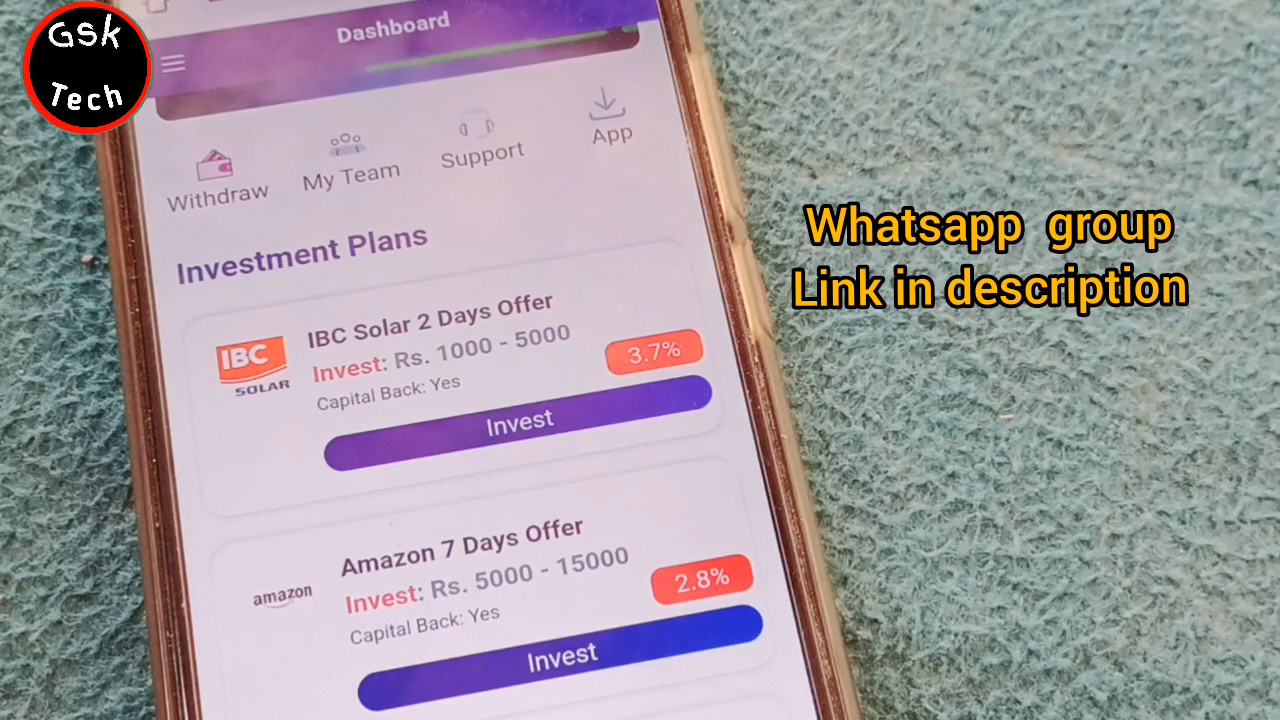 GSK
Tech
Dashboard
Withdraw
My Team
Support
App
Investment Plans
IBC
SOLAR
IBC Solar 2 Days Offer
Invest: Rs. 1000 - 5000
Capital Back: Yes
3.7%
Invest
amazon
Amazon 7 Days Offer
Invest: Rs. 5000 - 15000
Capital Back: Yes
2.8%
Invest
Whatsapp group
Link in description